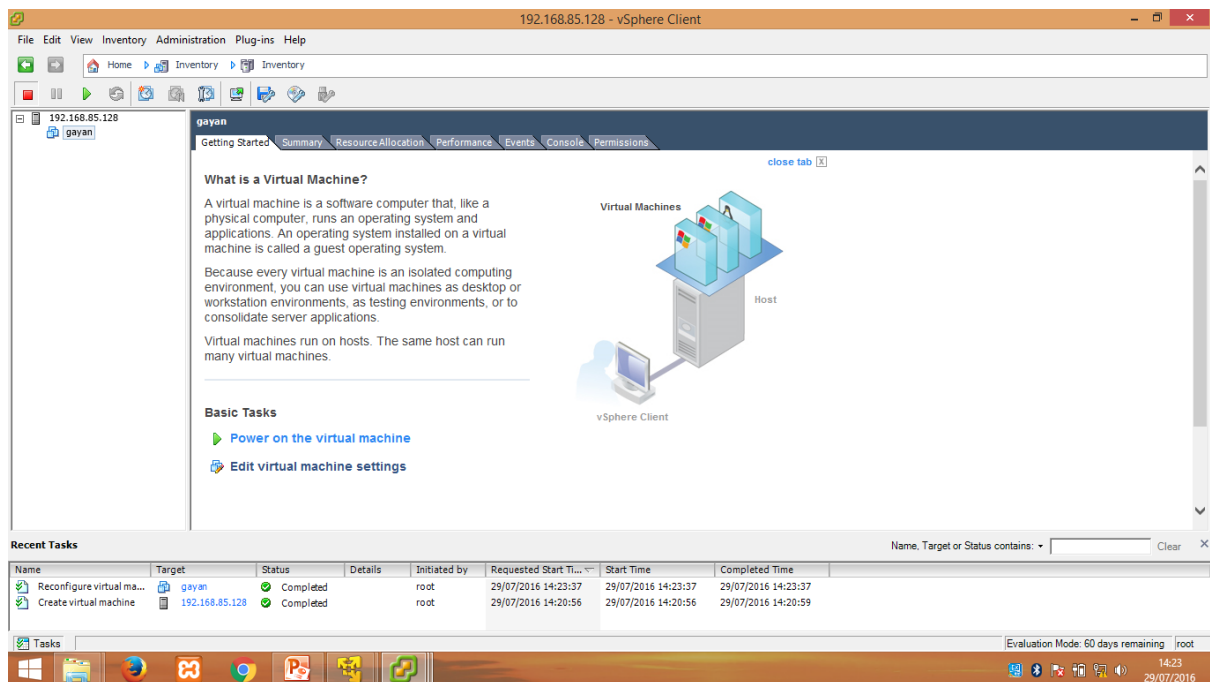 192.168.85.128 - vSphere Client
File Edit View Inventory Administration Plug-ins Help
Home Inventory Inventory
192.168.85.128
gayan
gayan
Getting Started Summary Resource Allocation Performance Events Console Permissions
close tab X
What is a Virtual Machine?
A virtual machine is a software computer that, like a
physical computer, runs an operating system and
applications. An operating system installed on a virtual
machine is called a guest operating system.
Because every virtual machine is an isolated computing
environment, you can use virtual machines as desktop or
workstation environments, as testing environments, or to
consolidate server applications.
Virtual machines run on hosts. The same host can run
many virtual machines.
Virtual Machines
Host
vSphere Client
Basic Tasks
Power on the virtual machine
Edit virtual machine settings
Recent Tasks
Name, Target or Status contains:
Clear
Name Target Status Details Initiated by Requested Start Ti... Start Time Completed Time
Reconfigure virtual ma... gayan Completed root 29/07/2016 14:23:37 29/07/2016 14:23:37 29/07/2016 14:23:37
Create virtual machine 192.168.85.128 Completed root 29/07/2016 14:20:56 29/07/2016 14:20:56 29/07/2016 14:20:59
Tasks
Evaluation Mode: 60 days remaining root
14:23
29/07/2016